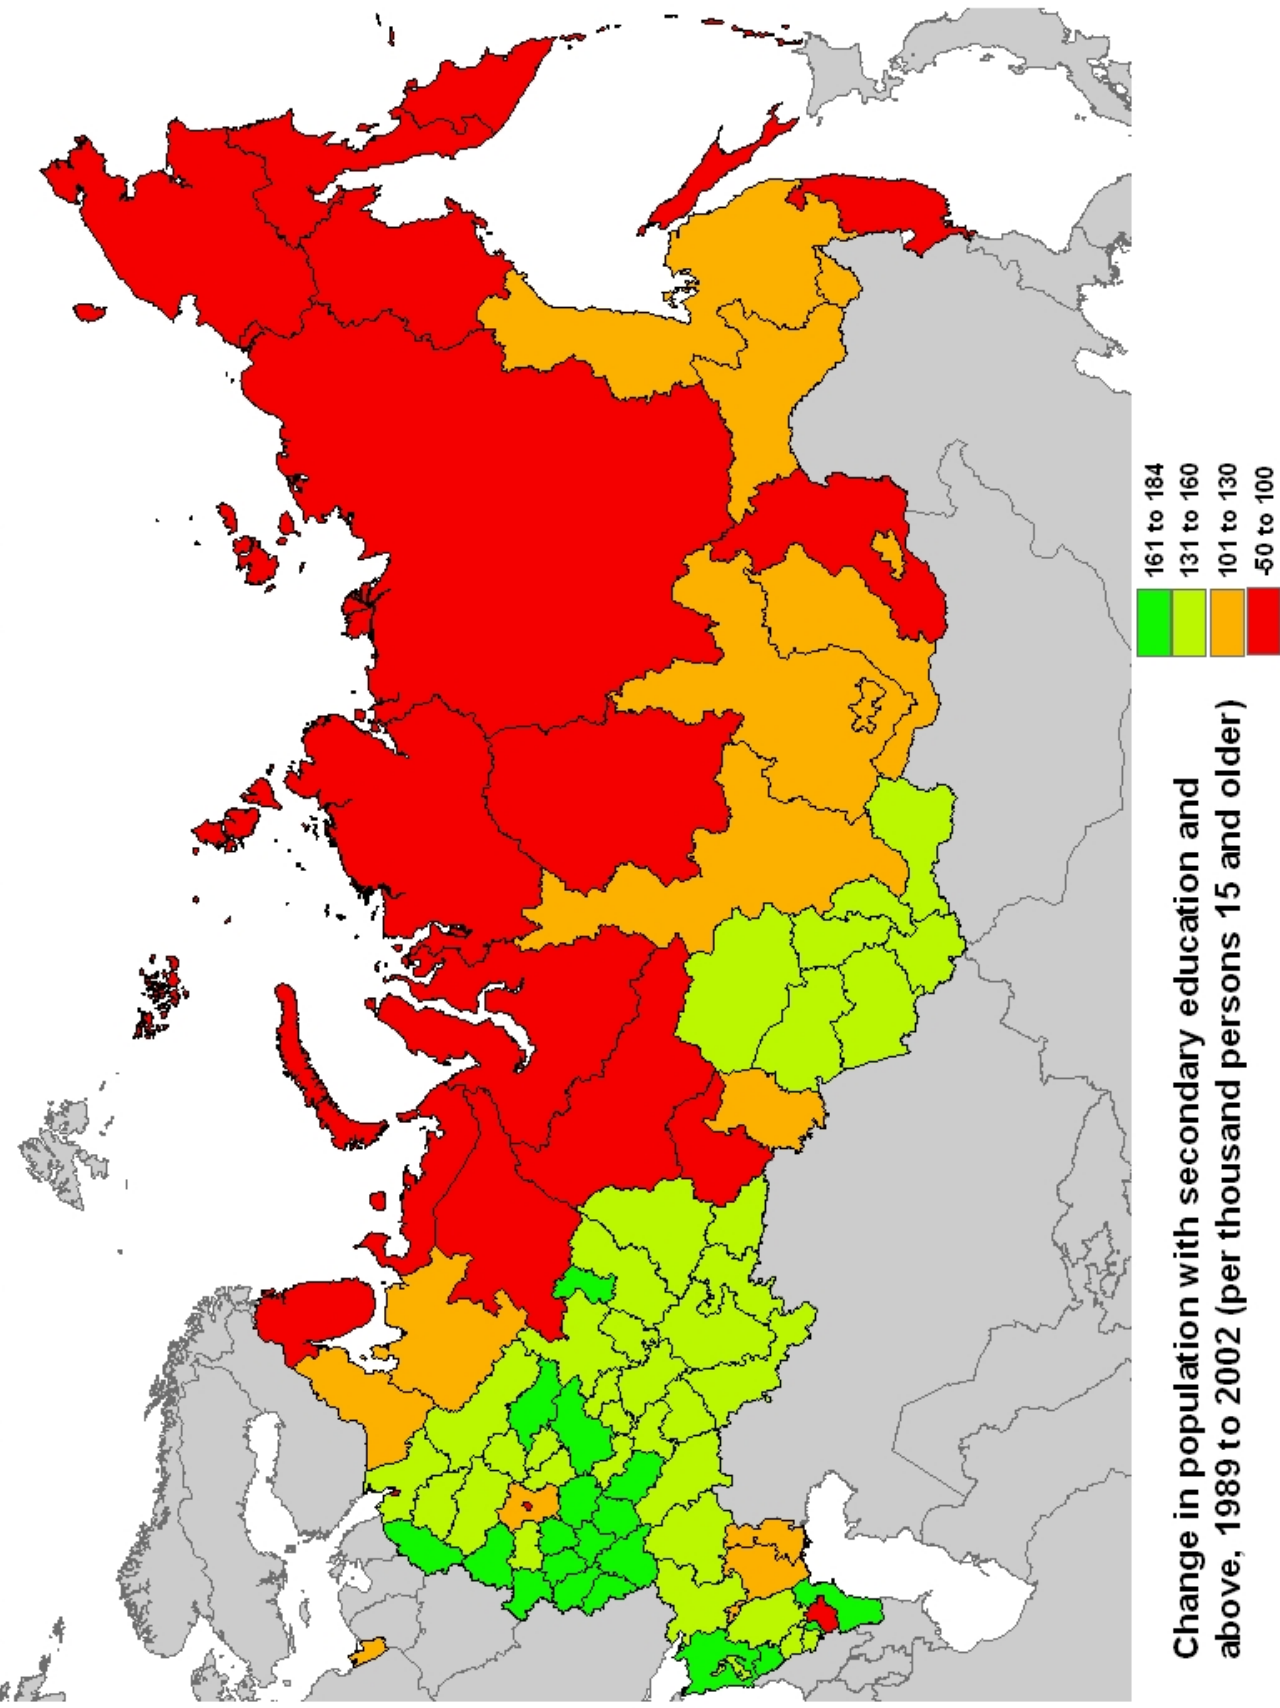 Change in population with secondary education and
above, 1989 to 2002 (per thousand persons 15 and older)
161 to 184
131 to 160
101 to 130
-50 to 100